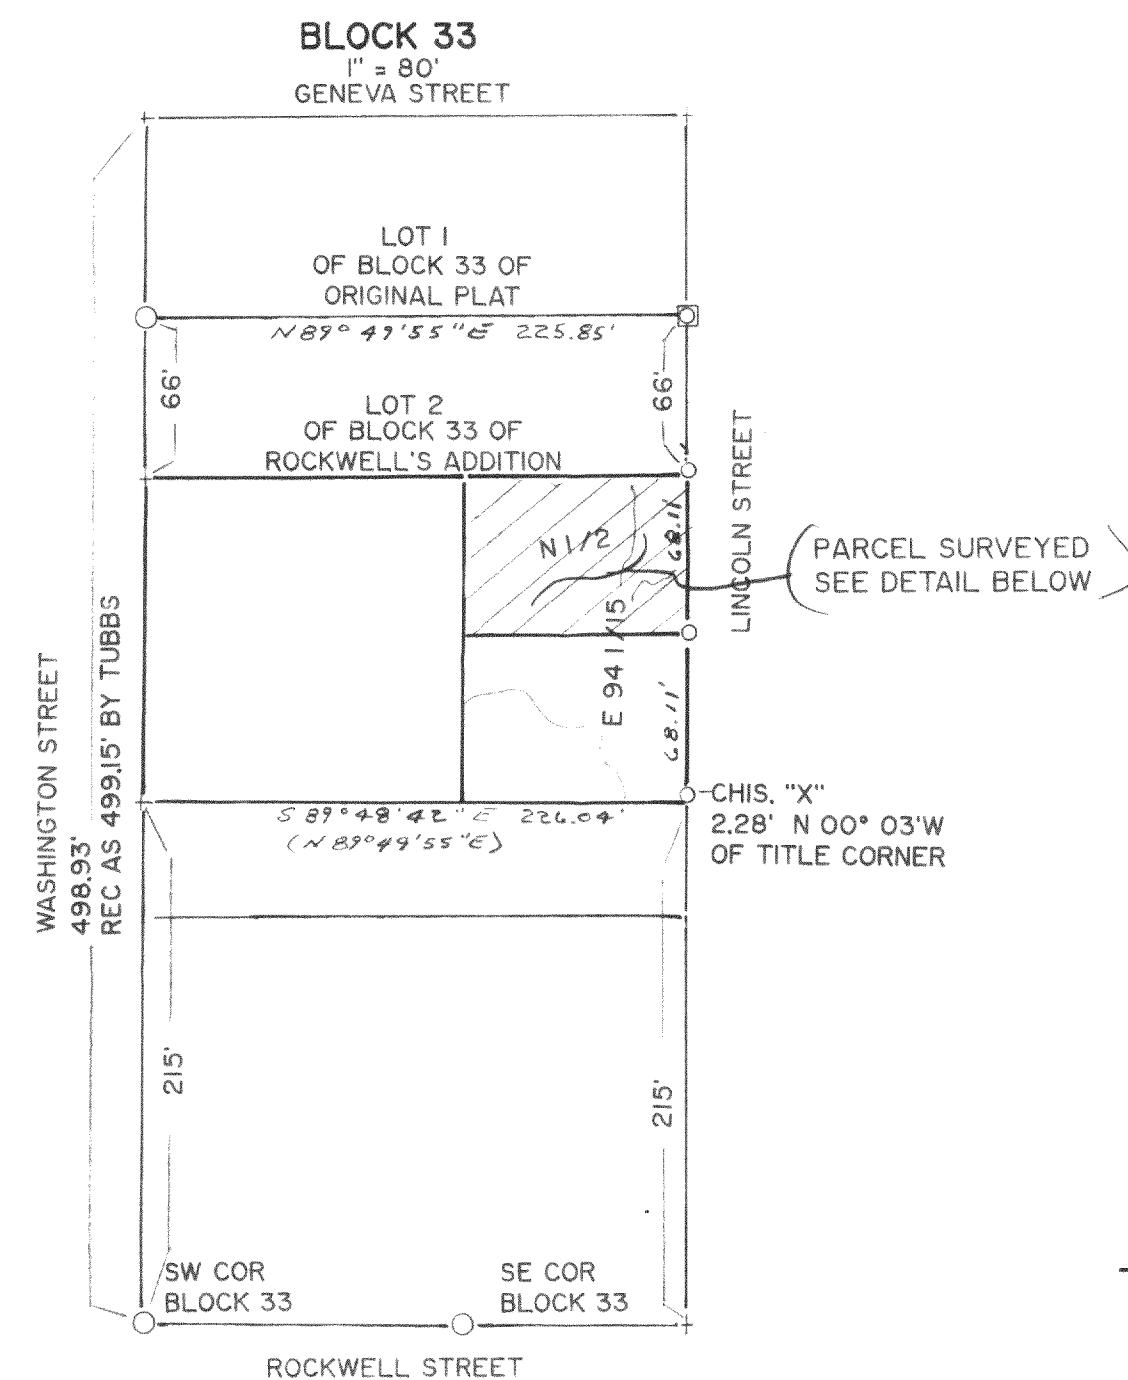 BLOCK 33
1" = 80'
GENEVA STREET
LOT 1
OF BLOCK 33 OF
ORIGINAL PLAT
N 89° 49' 55" E 225.85'
66'
66'
LOT 2
OF BLOCK 33 OF
ROCKWELL'S ADDITION
LINCOLN STREET
N 1/2
68.11'
PARCEL SURVEYED
SEE DETAIL BELOW
E 94 1/15
68.11'
WASHINGTON STREET
498.93'
REC AS 499.15' BY TUBBS
CHIS. "X"
2.28' N 00° 03'W
OF TITLE CORNER
S 89° 48' 42" E 226.04'
(N 89° 49' 55" E)
215'
215'
SW COR
BLOCK 33
SE COR
BLOCK 33
ROCKWELL STREET